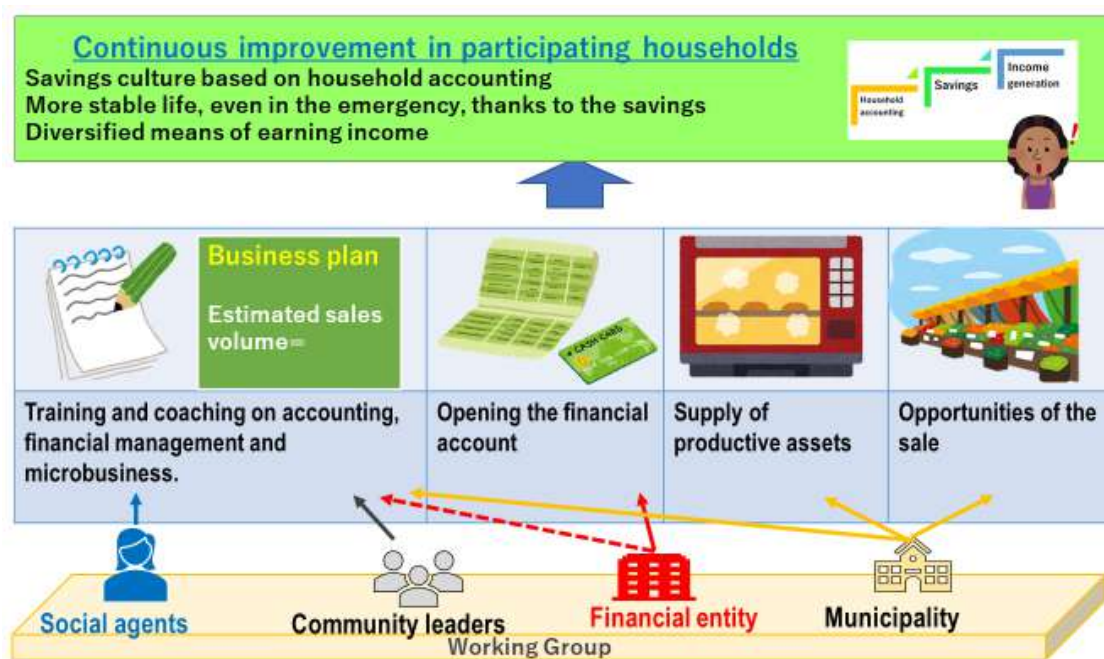 Continuous improvement in participating households
Savings culture based on household accounting
More stable life, even in the emergency, thanks to the savings
Diversified means of earning income
Household
accounting
Savings
Income
generation
!
Business plan
Estimated sales
volume=
CASH CARD
Training and coaching on accounting,
financial management and
microbusiness.
Opening the financial
account
Supply of
productive assets
Opportunities of the
sale
Social agents
Community leaders
Financial entity
Municipality
Working Group